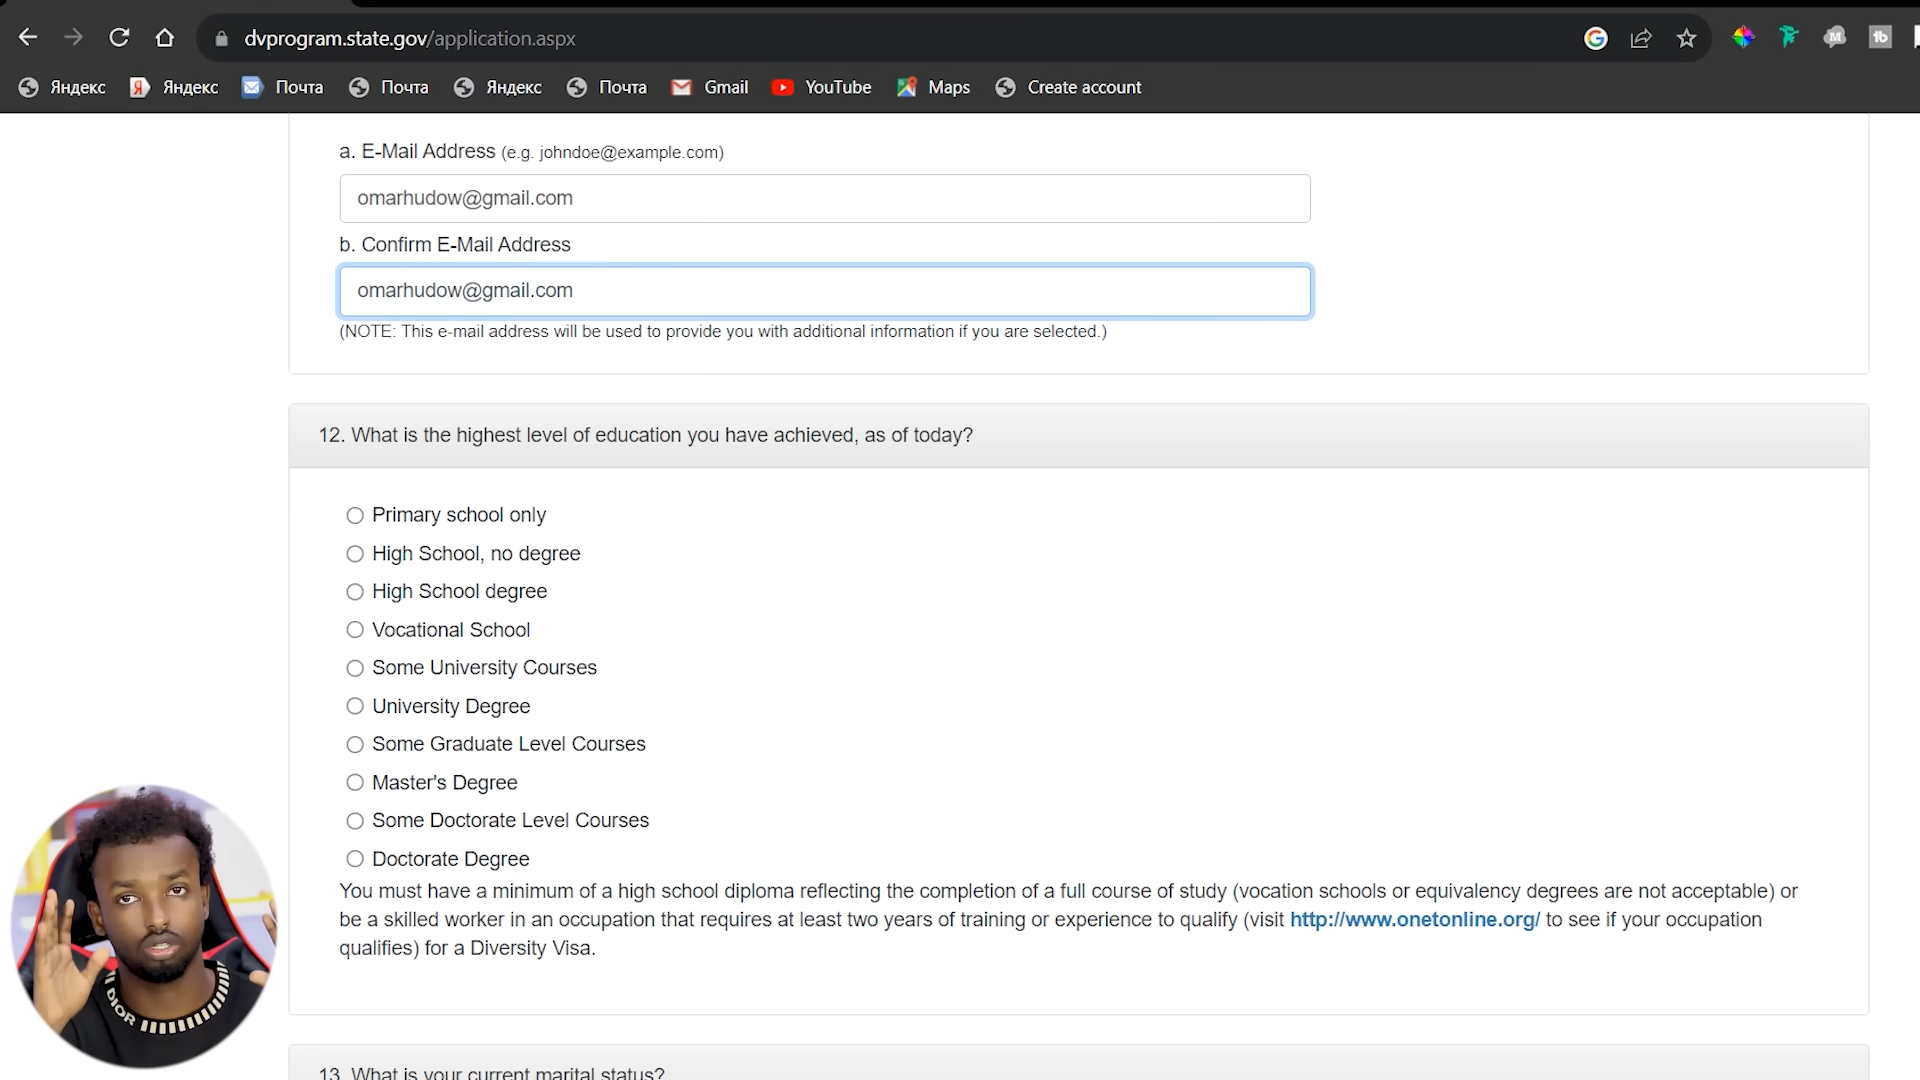 dvprogram.state.gov/application.aspx
Яндекс Яндекс Почта Почта Яндекс Почта Gmail YouTube Maps Create account
a. E-Mail Address (e.g. johndoe@example.com)
omarhudow@gmail.com
b. Confirm E-Mail Address
omarhudow@gmail.com
(NOTE: This e-mail address will be used to provide you with additional information if you are selected.)
12. What is the highest level of education you have achieved, as of today?
Primary school only
High School, no degree
High School degree
Vocational School
Some University Courses
University Degree
Some Graduate Level Courses
Master's Degree
Some Doctorate Level Courses
Doctorate Degree
You must have a minimum of a high school diploma reflecting the completion of a full course of study (vocation schools or equivalency degrees are not acceptable) or
be a skilled worker in an occupation that requires at least two years of training or experience to qualify (visit http://www.onetonline.org/ to see if your occupation
qualifies) for a Diversity Visa.
DIOR
13. What is your current marital status?